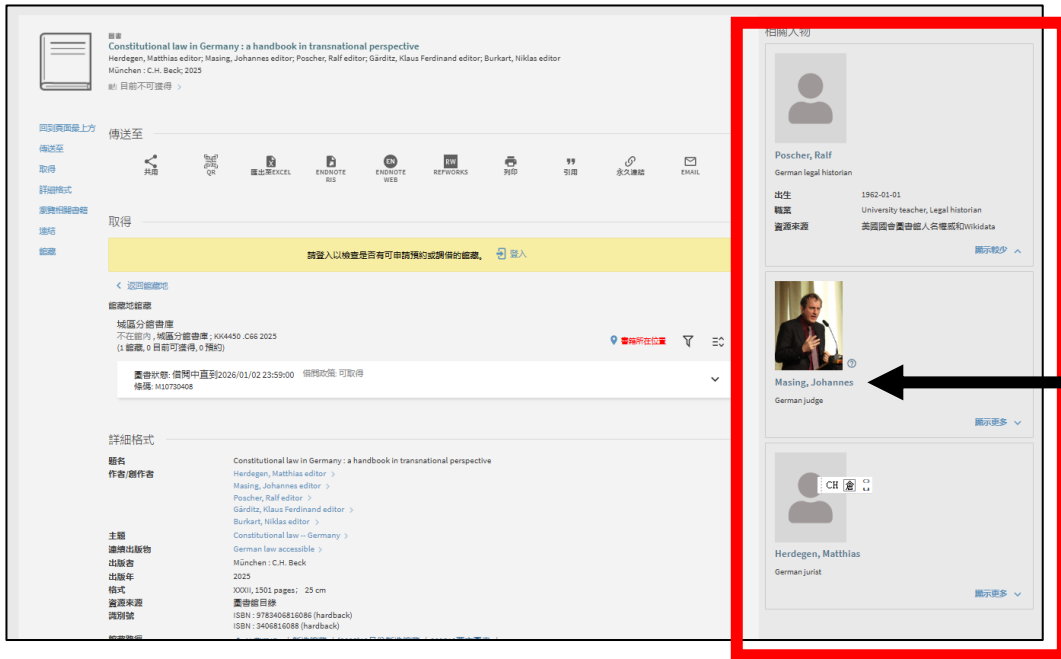 圖書
Constitutional law in Germany : a handbook in transnational perspective
Herdegen, Matthias editor; Masing, Johannes editor; Poscher, Ralf editor; Gärditz, Klaus Ferdinand editor; Burkart, Niklas editor
München : C.H. Beck; 2025
目前不可獲得
回到頁面最上方
傳送至
取得
詳細格式
瀏覽相關書籍
連結
館藏
傳送至
共用
QR
匯出至EXCEL
ENDNOTE RIS
EN
ENDNOTE WEB
RW
REFWORKS
列印
引用
永久連結
EMAIL
取得
請登入以檢查是否有可申請預約或調借的館藏。 登入
返回館藏地
館藏地館藏
城區分館書庫
不在館內 , 城區分館書庫 ; KK4450 .C66 2025
(1 館藏, 0 目前可獲得, 0 預約)
書籍所在位置
圖書狀態: 借閱中直到2026/01/02 23:59:00 借閱政策: 可取得
條碼: M10730408
詳細格式
題名 Constitutional law in Germany : a handbook in transnational perspective
作者/創作者 Herdegen, Matthias editor
Masing, Johannes editor
Poscher, Ralf editor
Gärditz, Klaus Ferdinand editor
Burkart, Niklas editor
主題 Constitutional law -- Germany
連續出版物 German law accessible
出版者 München : C.H. Beck
出版年 2025
格式 XXXII, 1501 pages; 25 cm
資源來源 圖書館目錄
識別號 ISBN : 9783406816086 (hardback)
ISBN : 3406816088 (hardback)
相關人物
Poscher, Ralf
German legal historian
出生 1962-01-01
職業 University teacher, Legal historian
資源來源 美國國會圖書館人名權威和Wikidata
顯示較少
Masing, Johannes
German judge
顯示更多
CH 倉
Herdegen, Matthias
German jurist
顯示更多